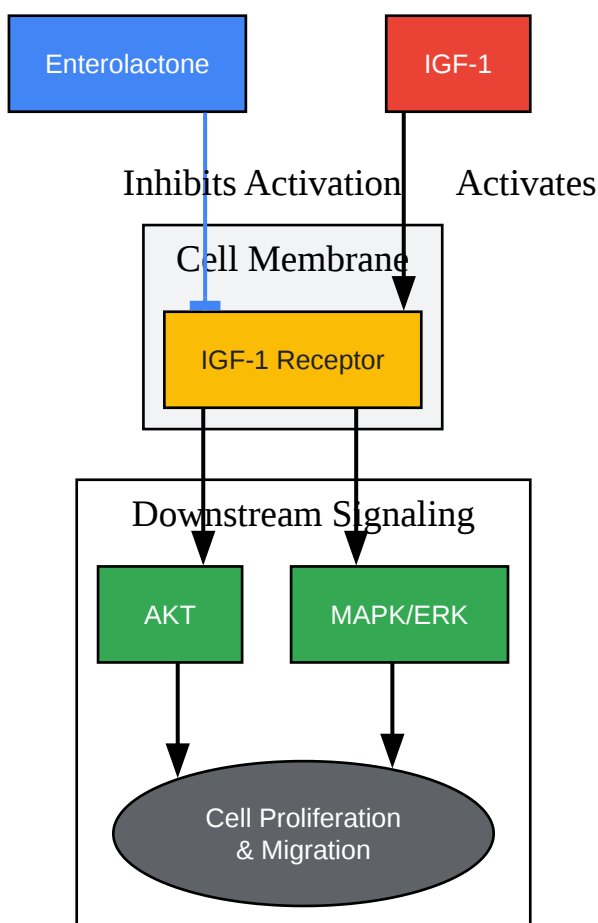 Enterolactone
IGF-1
Inhibits Activation
Activates
Cell Membrane
IGF-1 Receptor
Downstream Signaling
AKT
MAPK/ERK
Cell Proliferation
& Migration